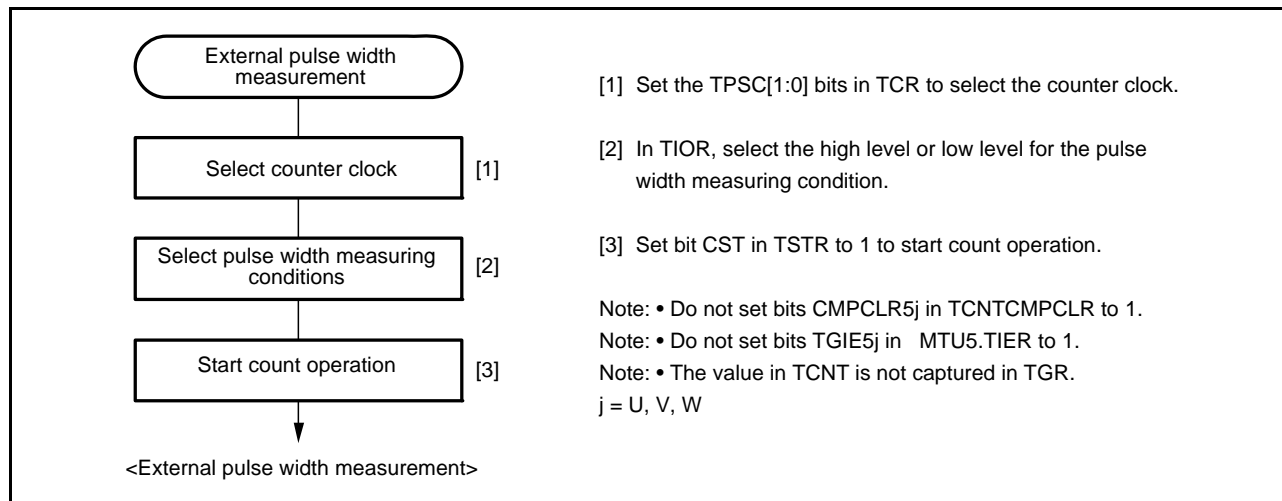 External pulse width
measurement
Select counter clock
[1]
Select pulse width measuring
conditions
[2]
Start count operation
[3]
<External pulse width measurement>
[1] Set the TPSC[1:0] bits in TCR to select the counter clock.
[2] In TIOR, select the high level or low level for the pulse
width measuring condition.
[3] Set bit CST in TSTR to 1 to start count operation.
Note: • Do not set bits CMPCLR5j in TCNTCMPCLR to 1.
Note: • Do not set bits TGIE5j in MTU5.TIER to 1.
Note: • The value in TCNT is not captured in TGR.
j = U, V, W